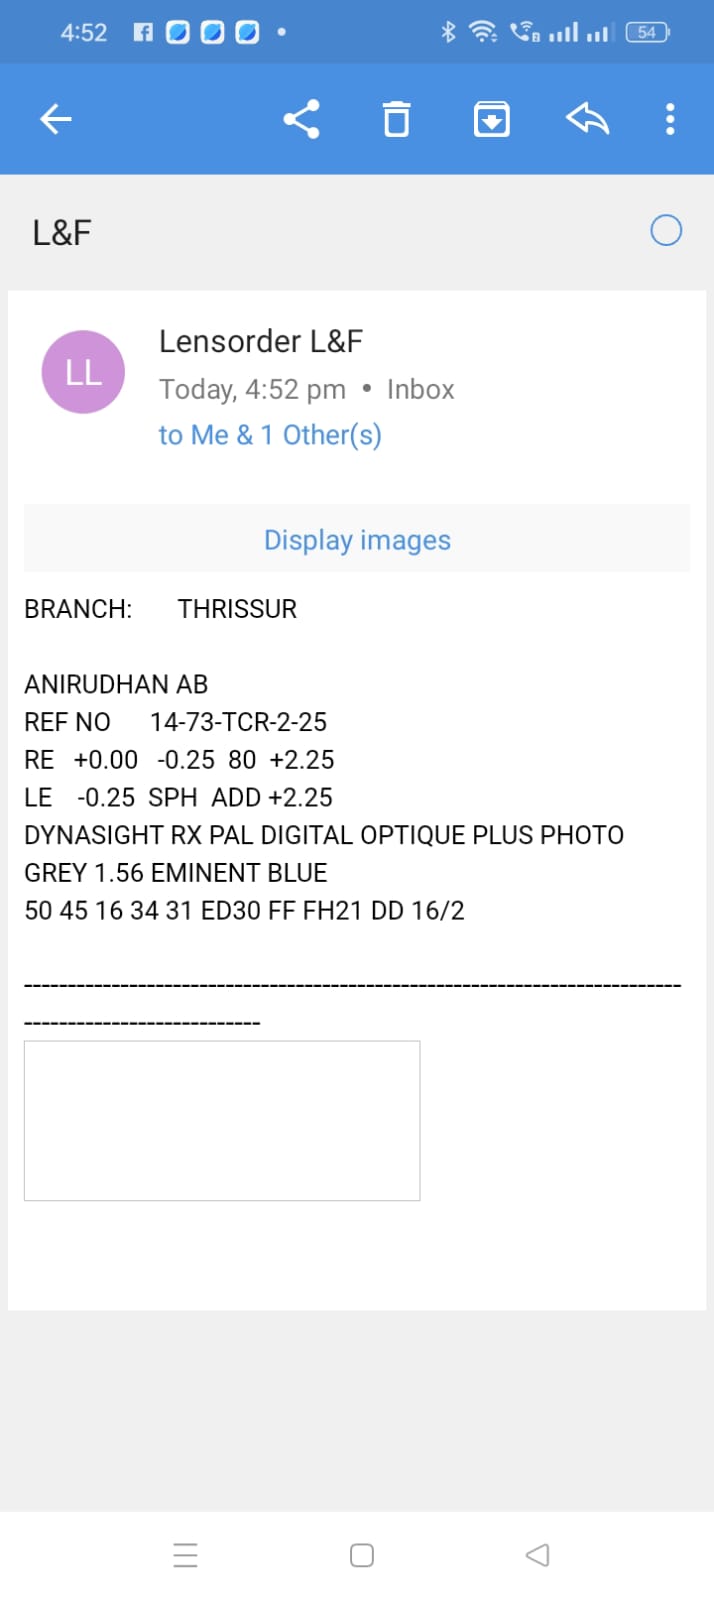 4:52
54
L&F
LL
Lensorder L&F
Today, 4:52 pm • Inbox
to Me & 1 Other(s)
Display images
BRANCH: THRISSUR
ANIRUDHAN AB
REF NO 14-73-TCR-2-25
RE +0.00 -0.25 80 +2.25
LE -0.25 SPH ADD +2.25
DYNASIGHT RX PAL DIGITAL OPTIQUE PLUS PHOTO
GREY 1.56 EMINENT BLUE
50 45 16 34 31 ED30 FF FH21 DD 16/2
---------------------------------------------------------------------------
---------------------------